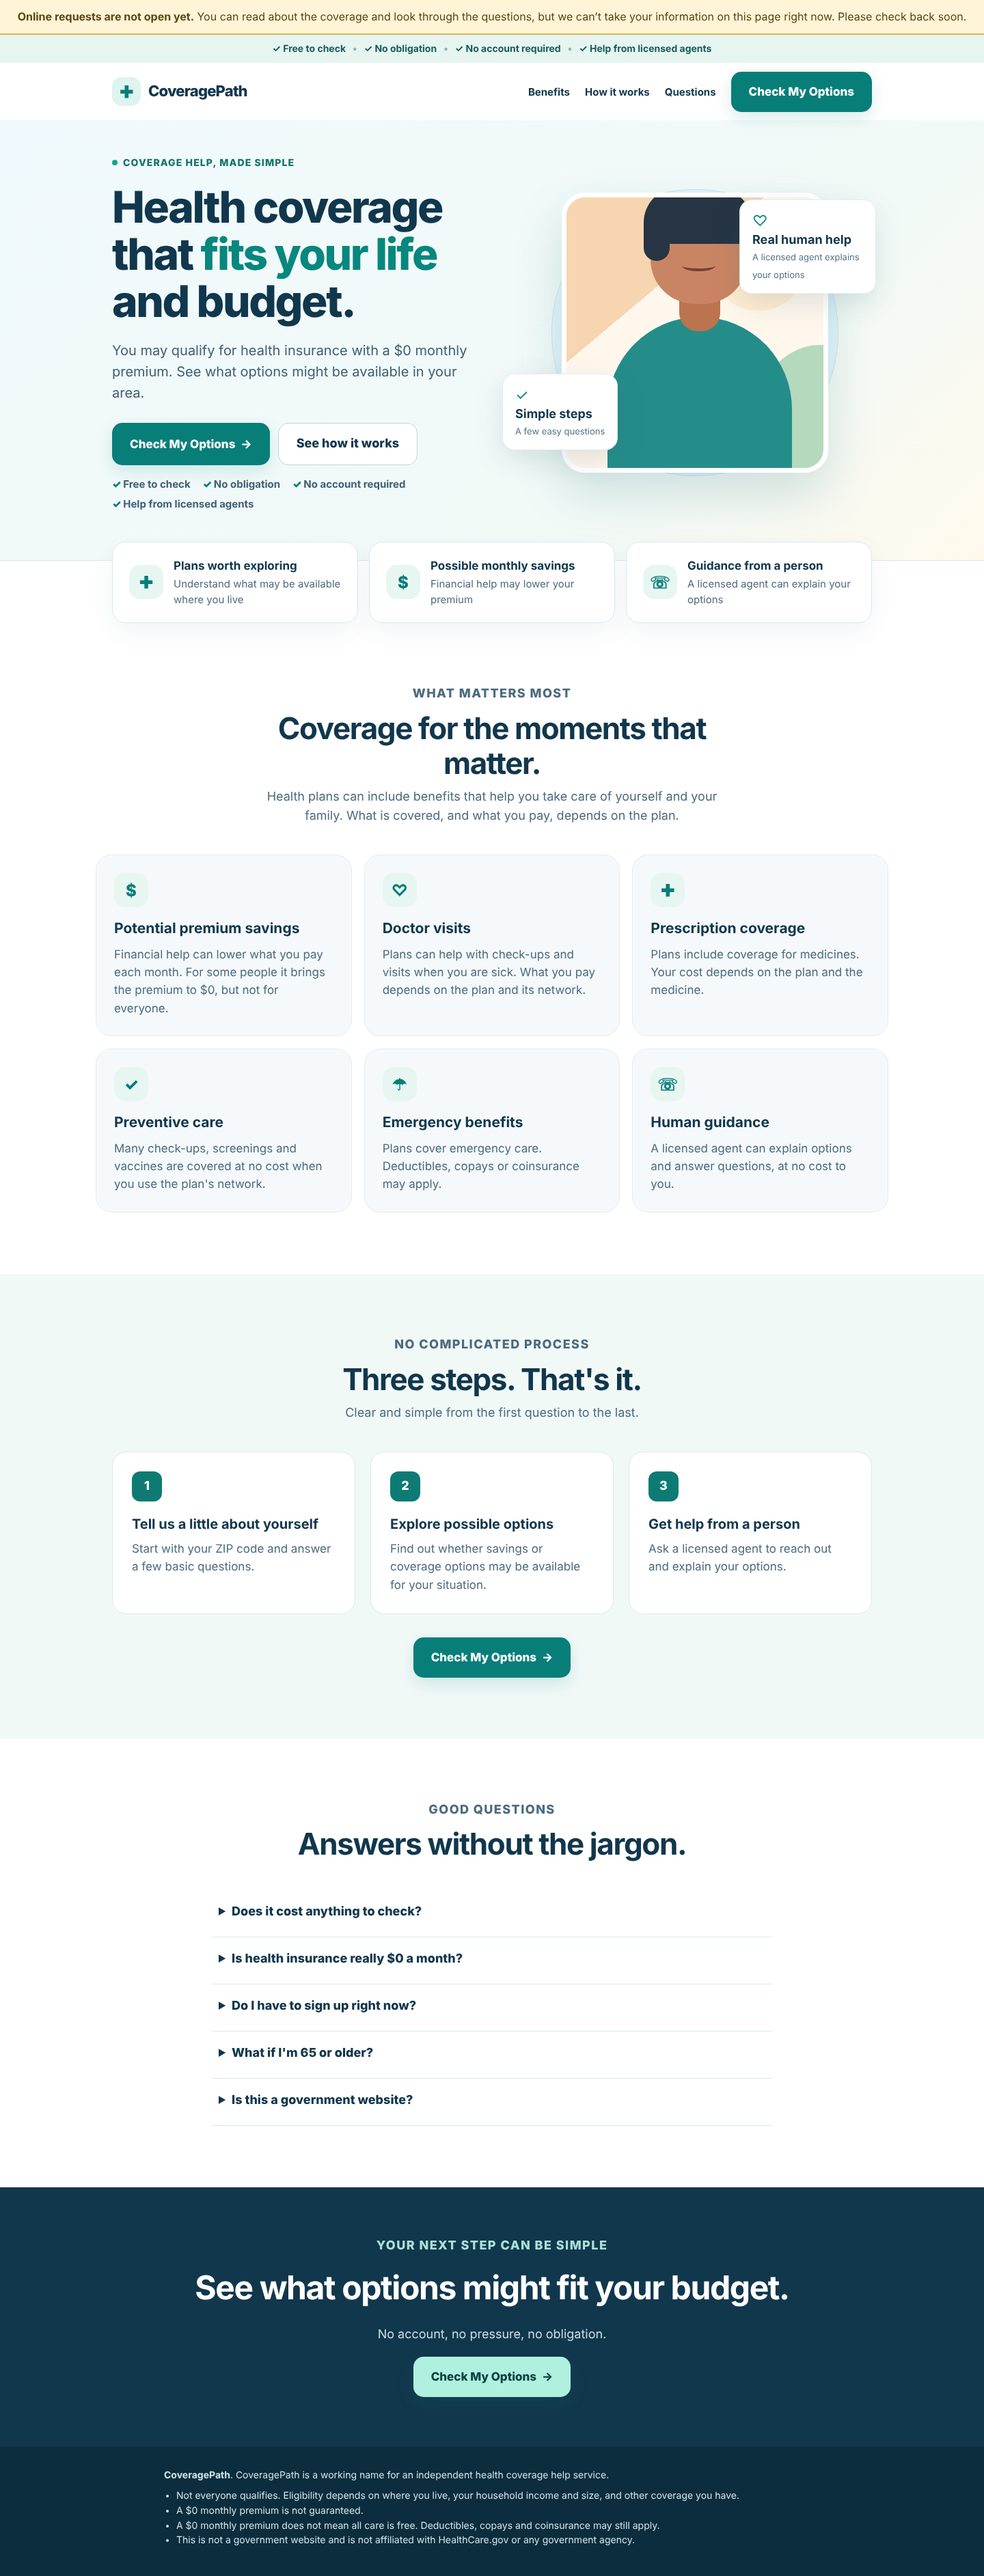 Online requests are not open yet. You can read about the coverage and look through the questions, but we can’t take your information on this page right now. Please check back soon.
✓ Free to check • ✓ No obligation • ✓ No account required • ✓ Help from licensed agents
CoveragePath
Benefits How it works Questions Check My Options
COVERAGE HELP, MADE SIMPLE
Health coverage
that fits your life
and budget.
You may qualify for health insurance with a $0 monthly
premium. See what options might be available in your
area.
Check My Options →
See how it works
✓ Free to check ✓ No obligation ✓ No account required
✓ Help from licensed agents
Real human help
A licensed agent explains
your options
Simple steps
A few easy questions
Plans worth exploring
Understand what may be available
where you live
$
Possible monthly savings
Financial help may lower your
premium
Guidance from a person
A licensed agent can explain your
options
WHAT MATTERS MOST
Coverage for the moments that
matter.
Health plans can include benefits that help you take care of yourself and your
family. What is covered, and what you pay, depends on the plan.
$
Potential premium savings
Financial help can lower what you pay
each month. For some people it brings
the premium to $0, but not for
everyone.
Doctor visits
Plans can help with check-ups and
visits when you are sick. What you pay
depends on the plan and its network.
Prescription coverage
Plans include coverage for medicines.
Your cost depends on the plan and the
medicine.
Preventive care
Many check-ups, screenings and
vaccines are covered at no cost when
you use the plan's network.
Emergency benefits
Plans cover emergency care.
Deductibles, copays or coinsurance
may apply.
Human guidance
A licensed agent can explain options
and answer questions, at no cost to
you.
NO COMPLICATED PROCESS
Three steps. That's it.
Clear and simple from the first question to the last.
1
Tell us a little about yourself
Start with your ZIP code and answer
a few basic questions.
2
Explore possible options
Find out whether savings or
coverage options may be available
for your situation.
3
Get help from a person
Ask a licensed agent to reach out
and explain your options.
Check My Options →
GOOD QUESTIONS
Answers without the jargon.
Does it cost anything to check?
Is health insurance really $0 a month?
Do I have to sign up right now?
What if I'm 65 or older?
Is this a government website?
YOUR NEXT STEP CAN BE SIMPLE
See what options might fit your budget.
No account, no pressure, no obligation.
Check My Options →
CoveragePath. CoveragePath is a working name for an independent health coverage help service.
• Not everyone qualifies. Eligibility depends on where you live, your household income and size, and other coverage you have.
• A $0 monthly premium is not guaranteed.
• A $0 monthly premium does not mean all care is free. Deductibles, copays and coinsurance may still apply.
• This is not a government website and is not affiliated with HealthCare.gov or any government agency.